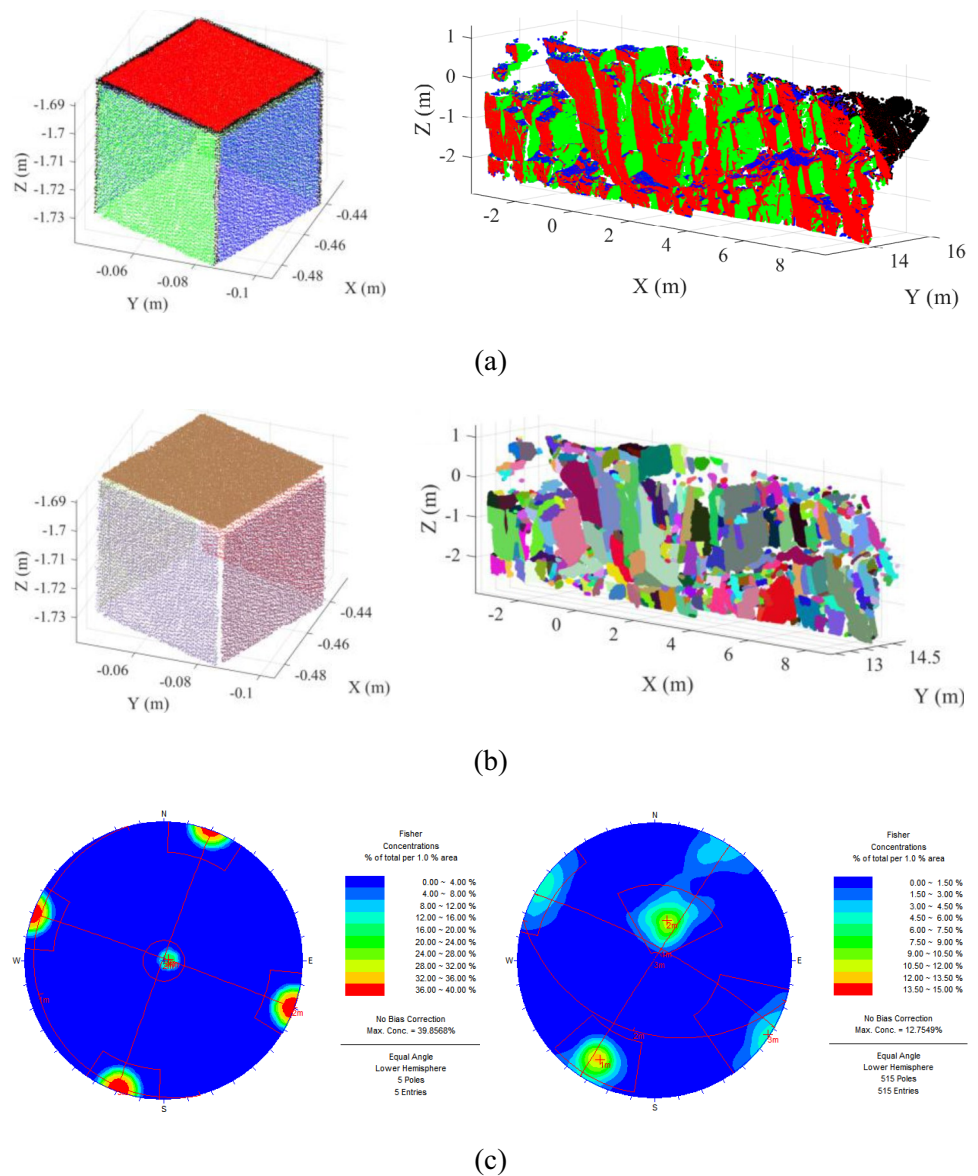 -1.69
-1.7
-1.71
-1.72
-1.73
Z (m)
-0.06
-0.08
-0.1
Y (m)
-0.44
-0.46
-0.48
X (m)
1
0
-1
-2
Z (m)
-2
0
2
4
6
8
X (m)
14
16
Y (m)
(a)
-1.69
-1.7
-1.71
-1.72
-1.73
Z (m)
-0.06
-0.08
-0.1
Y (m)
-0.44
-0.46
-0.48
X (m)
1
0
-1
-2
Z (m)
-2
0
2
4
6
8
X (m)
13
14.5
Y (m)
(b)
N
E
S
W
2m
Fisher
Concentrations
% of total per 1.0 % area
0.00 ~ 4.00 %
4.00 ~ 8.00 %
8.00 ~ 12.00 %
12.00 ~ 16.00 %
16.00 ~ 20.00 %
20.00 ~ 24.00 %
24.00 ~ 28.00 %
28.00 ~ 32.00 %
32.00 ~ 36.00 %
36.00 ~ 40.00 %
No Bias Correction
Max. Conc. = 39.8568%
Equal Angle
Lower Hemisphere
5 Poles
5 Entries
N
E
S
W
2m
3m
3m
1m
Fisher
Concentrations
% of total per 1.0 % area
0.00 ~ 1.50 %
1.50 ~ 3.00 %
3.00 ~ 4.50 %
4.50 ~ 6.00 %
6.00 ~ 7.50 %
7.50 ~ 9.00 %
9.00 ~ 10.50 %
10.50 ~ 12.00 %
12.00 ~ 13.50 %
13.50 ~ 15.00 %
No Bias Correction
Max. Conc. = 12.7549%
Equal Angle
Lower Hemisphere
515 Poles
515 Entries
(c)